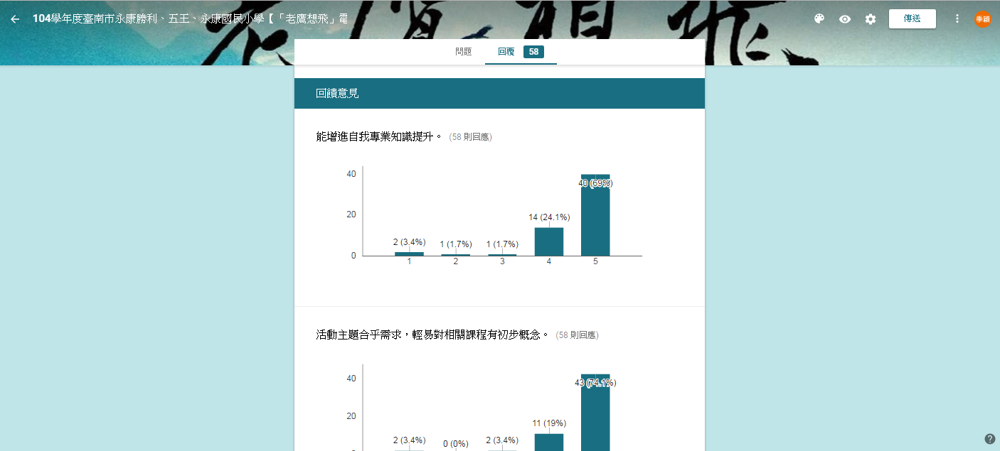 104學年度臺南市永康勝利、五王、永康國民小學【「老鷹想飛」電
傳送
季穎
老鷹想飛
問題
回覆 58
回饋意見
能增進自我專業知識提升。 (58 則回應)
40
20
0
2 (3.4%)
1 (1.7%)
1 (1.7%)
14 (24.1%)
40 (69%)
1 2 3 4 5
活動主題合乎需求，輕易對相關課程有初步概念。 (58 則回應)
40
20
2 (3.4%)
0 (0%)
2 (3.4%)
11 (19%)
43 (74.1%)